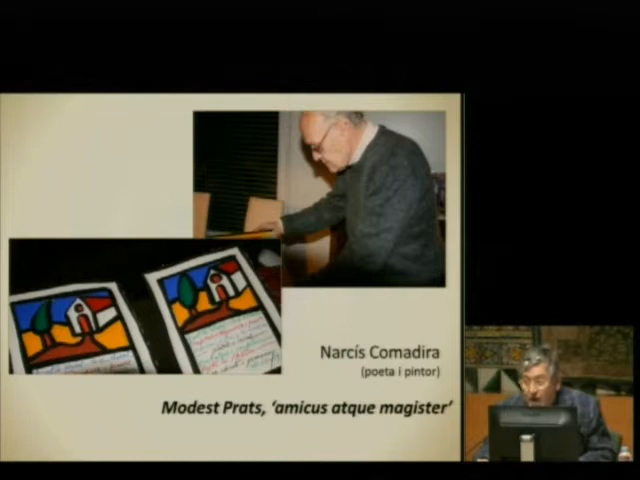 Narcís Comadira
(poeta i pintor)
Modest Prats, ‘amicus atque magister’